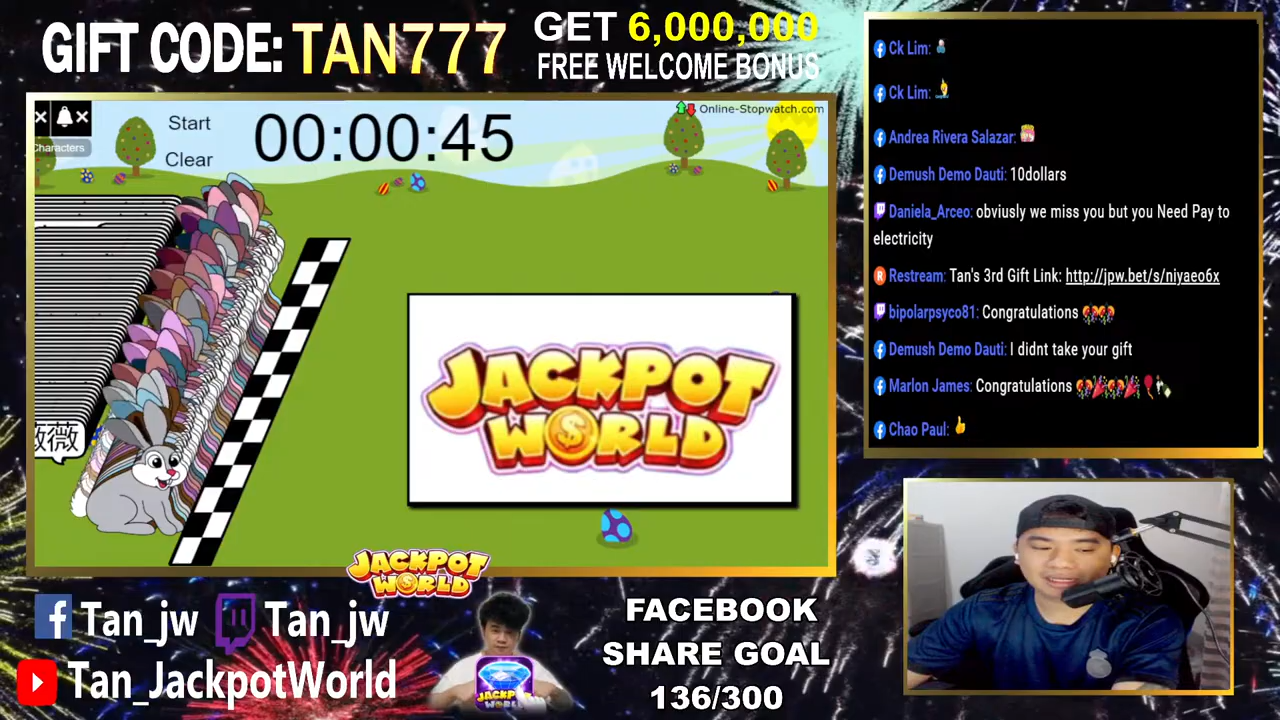 GIFT CODE: TAN777
GET 6,000,000
FREE WELCOME BONUS
Characters
Start
Clear
00:00:45
Online-Stopwatch.com
薇薇
JACKPOT
WORLD
JACKPOT
WORLD
Tan_jw
Tan_jw
Tan_JackpotWorld
JACKPOT
WORLD
FACEBOOK
SHARE GOAL
136/300
Ck Lim:
Ck Lim:
Andrea Rivera Salazar:
Demush Demo Dauti: 10dollars
Daniela_Arceo: obviusly we miss you but you Need Pay to
electricity
Restream: Tan's 3rd Gift Link: http://jpw.bet/s/niyaeo6x
bipolarpsyco81: Congratulations 🎊🎊
Demush Demo Dauti: I didnt take your gift
Marlon James: Congratulations 🎊🎉🎊🎉🎈🍾
Chao Paul: 👍